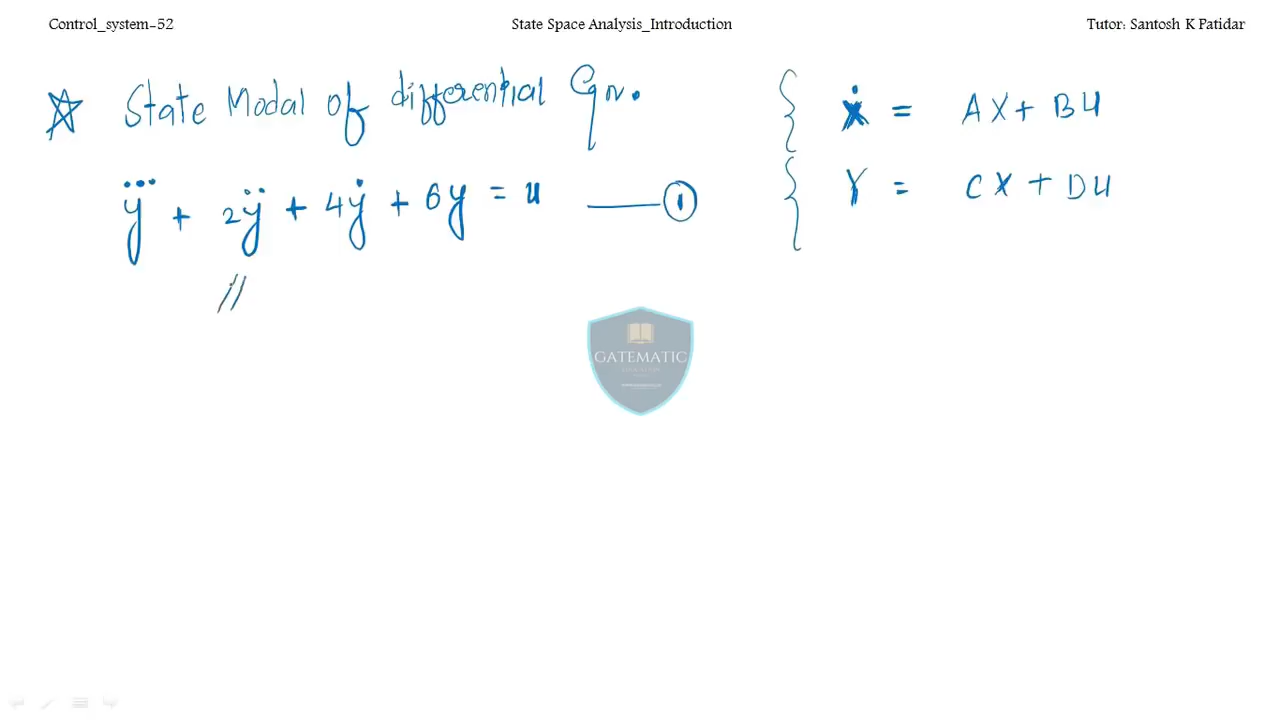 Control_system-52 State Space Analysis_Introduction Tutor: Santosh K Patidar
☆ State Modal of differential Eqn.
y⃛ + 2ÿ + 4ẏ + 6y = u —— ①
Ẋ = AX + BU
Y = CX + DU
GATEMATIC
EDUCATION